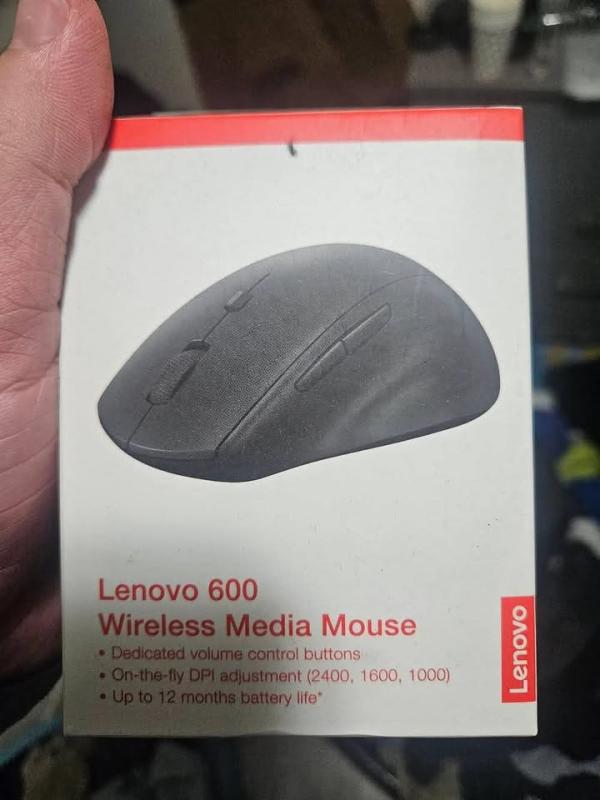 Lenovo 600
Wireless Media Mouse
• Dedicated volume control buttons
• On-the-fly DPI adjustment (2400, 1600, 1000)
• Up to 12 months battery life*
Lenovo